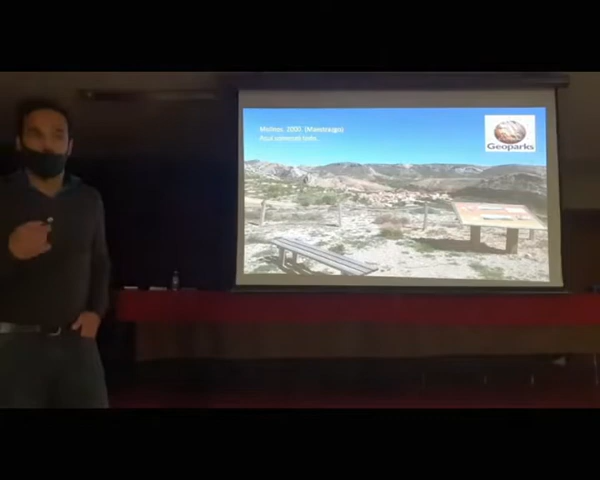 Molinos. 2000. (Maestrazgo)
Aquí comenzó todo..
Geoparks